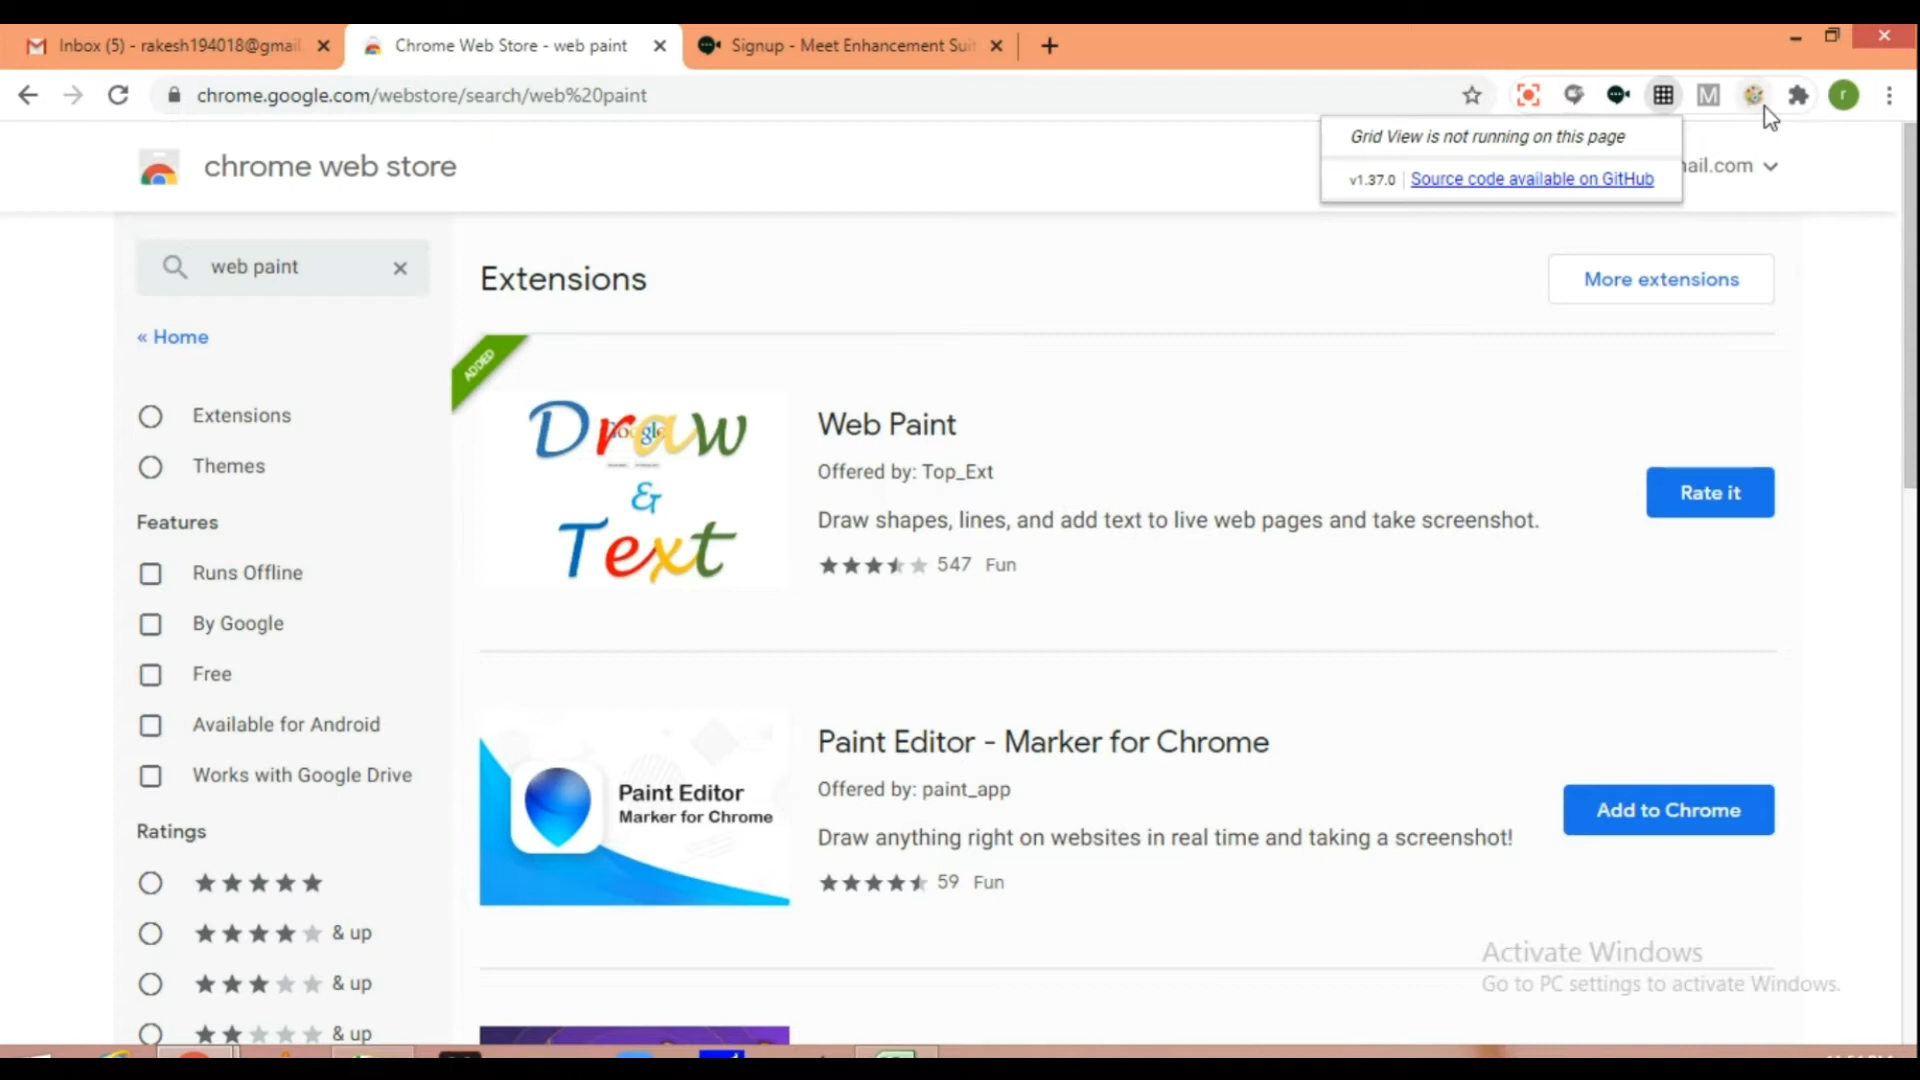 Inbox (5) - rakesh194018@gmail
Chrome Web Store - web paint
Signup - Meet Enhancement Sui
chrome.google.com/webstore/search/web%20paint
M
r
Grid View is not running on this page
v1.37.0 Source code available on GitHub
chrome web store
ail.com
web paint
Extensions
More extensions
« Home
ADDED
Extensions
Themes
Features
Runs Offline
By Google
Free
Available for Android
Works with Google Drive
Ratings
& up
& up
& up
Draw
Google
&
Text
Web Paint
Offered by: Top_Ext
Draw shapes, lines, and add text to live web pages and take screenshot.
547 Fun
Rate it
Paint Editor
Marker for Chrome
Paint Editor - Marker for Chrome
Offered by: paint_app
Draw anything right on websites in real time and taking a screenshot!
59 Fun
Add to Chrome
Activate Windows
Go to PC settings to activate Windows.